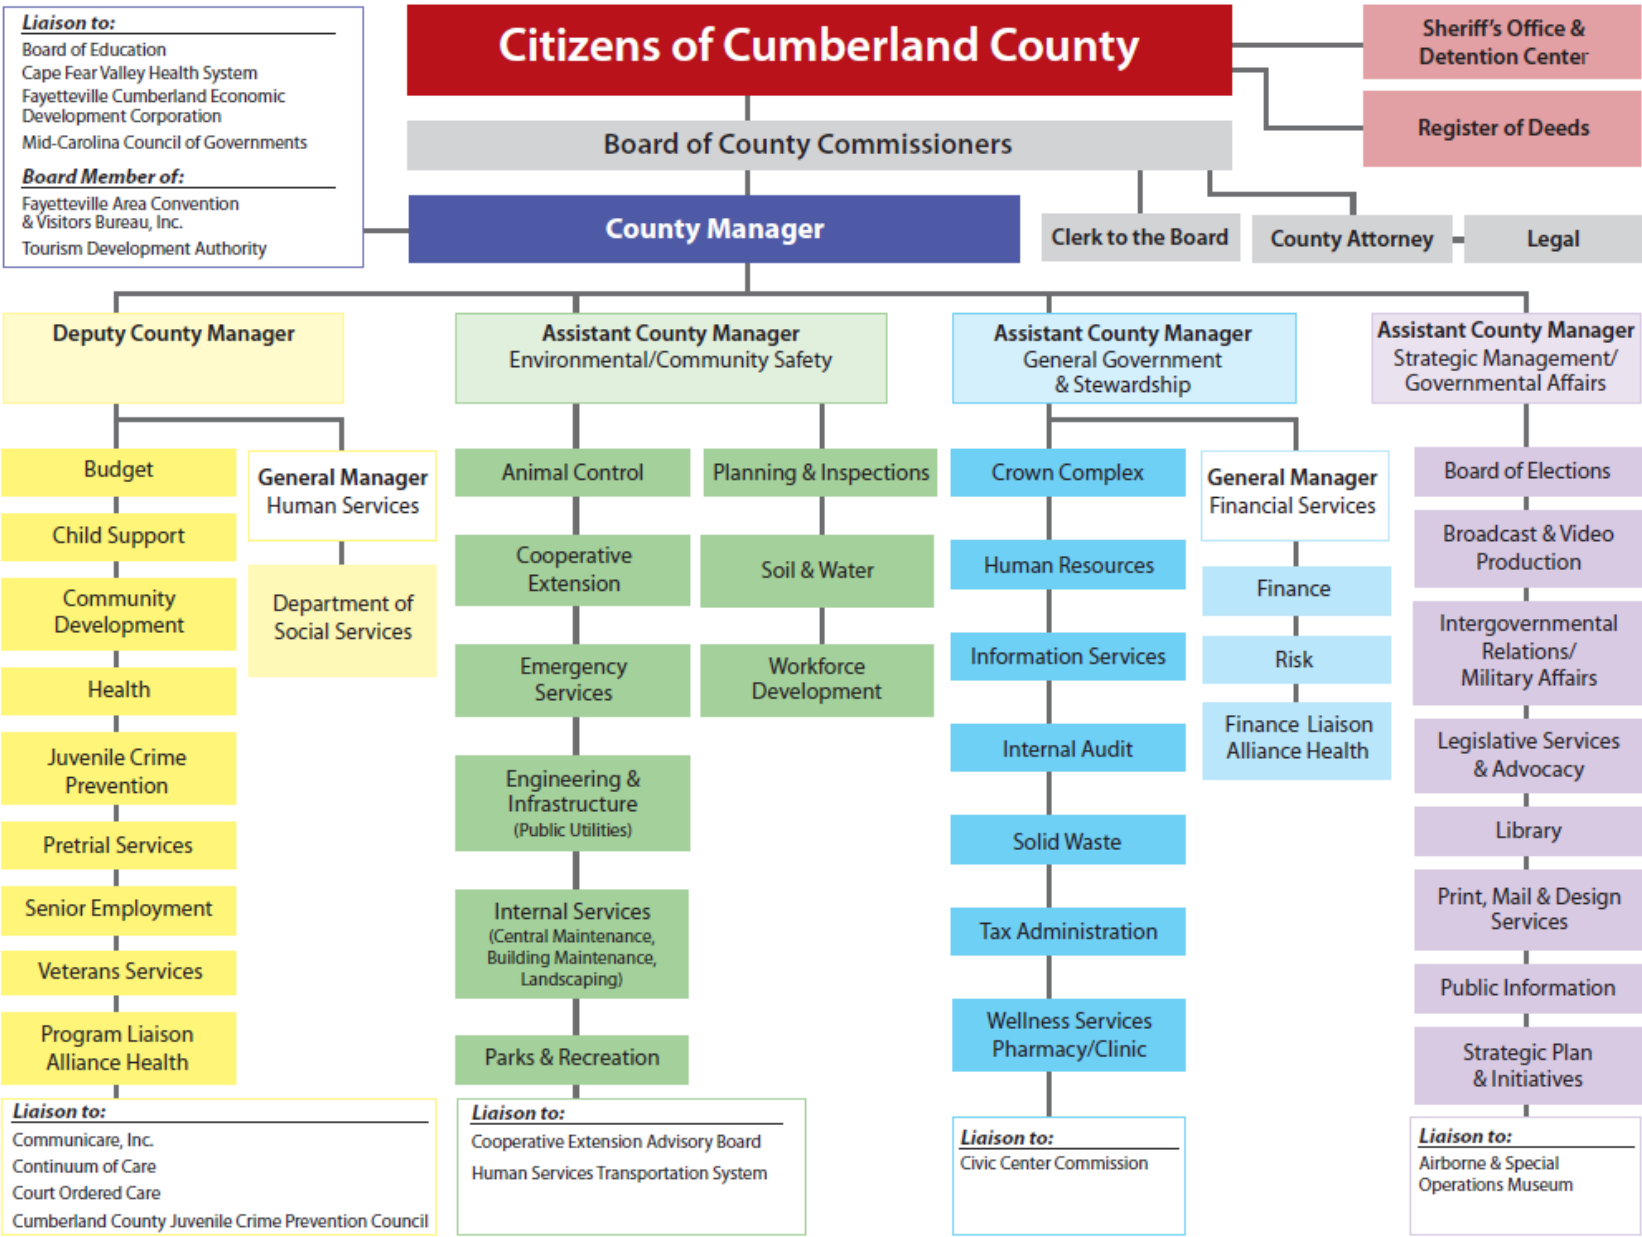 Liaison to:
Board of Education
Cape Fear Valley Health System
Fayetteville Cumberland Economic
Development Corporation
Mid-Carolina Council of Governments
Board Member of:
Fayetteville Area Convention
& Visitors Bureau, Inc.
Tourism Development Authority
Citizens of Cumberland County
Sheriff's Office &
Detention Center
Register of Deeds
Board of County Commissioners
County Manager
Clerk to the Board
County Attorney
Legal
Deputy County Manager
Budget
Child Support
Community
Development
Health
Juvenile Crime
Prevention
Pretrial Services
Senior Employment
Veterans Services
Program Liaison
Alliance Health
Liaison to:
Communicare, Inc.
Continuum of Care
Court Ordered Care
Cumberland County Juvenile Crime Prevention Council
General Manager
Human Services
Department of
Social Services
Assistant County Manager
Environmental/Community Safety
Animal Control
Cooperative
Extension
Emergency
Services
Engineering &
Infrastructure
(Public Utilities)
Internal Services
(Central Maintenance,
Building Maintenance,
Landscaping)
Parks & Recreation
Liaison to:
Cooperative Extension Advisory Board
Human Services Transportation System
Planning & Inspections
Soil & Water
Workforce
Development
Assistant County Manager
General Government
& Stewardship
Crown Complex
Human Resources
Information Services
Internal Audit
Solid Waste
Tax Administration
Wellness Services
Pharmacy/Clinic
Liaison to:
Civic Center Commission
General Manager
Financial Services
Finance
Risk
Finance Liaison
Alliance Health
Assistant County Manager
Strategic Management/
Governmental Affairs
Board of Elections
Broadcast & Video
Production
Intergovernmental
Relations/
Military Affairs
Legislative Services
& Advocacy
Library
Print, Mail & Design
Services
Public Information
Strategic Plan
& Initiatives
Liaison to:
Airborne & Special
Operations Museum